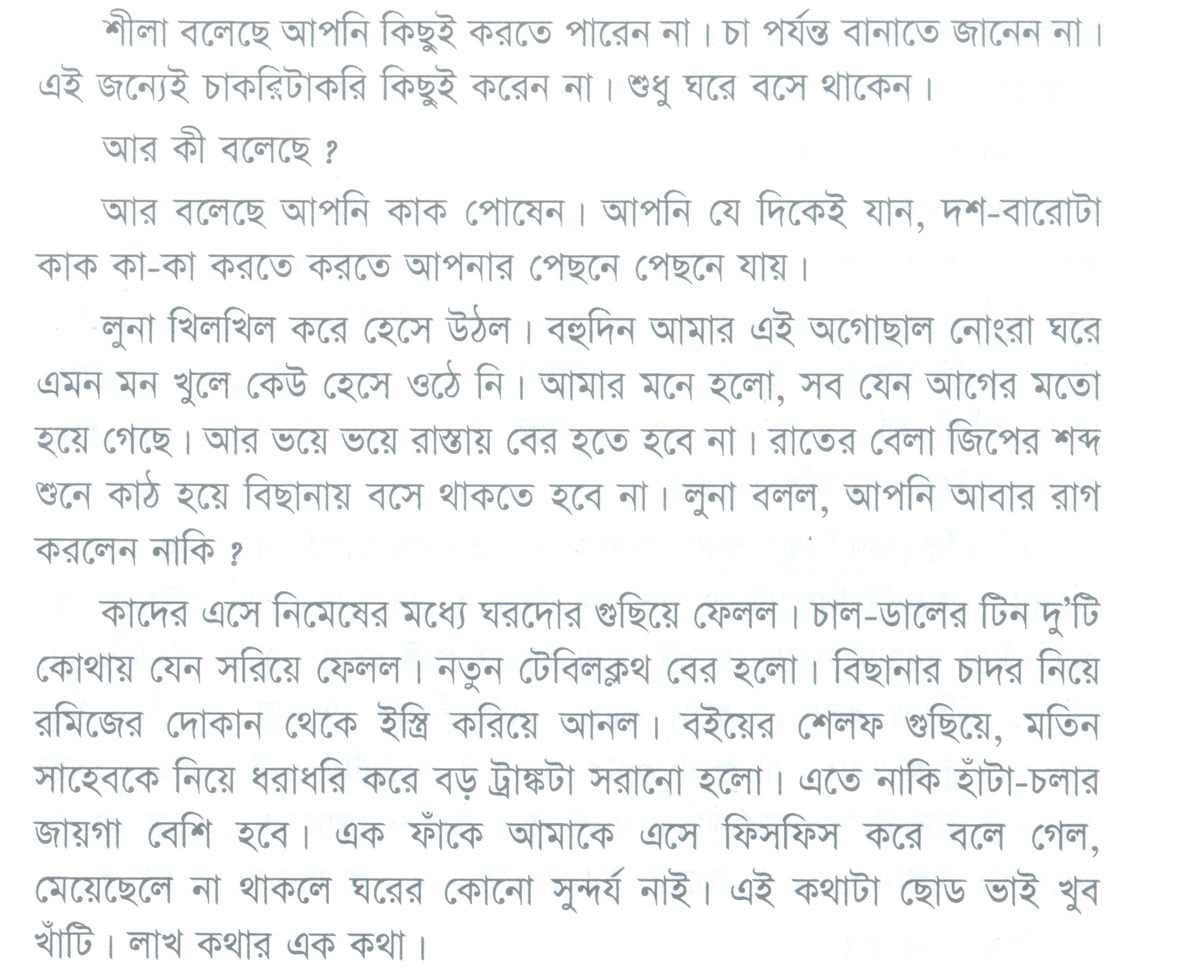 শীলা বলেছে আপনি কিছুই করতে পারেন না। চা পর্যন্ত বানাতে জানেন না।
এই জন্যেই চাকরিটাকরি কিছুই করেন না। শুধু ঘরে বসে থাকেন।
আর কী বলেছে ?
আর বলেছে আপনি কাক পোষেন। আপনি যে দিকেই যান, দশ-বারোটা
কাক কা-কা করতে করতে আপনার পেছনে পেছনে যায়।
লুনা খিলখিল করে হেসে উঠল। বহুদিন আমার এই অগোছাল নোংরা ঘরে
এমন মন খুলে কেউ হেসে ওঠে নি। আমার মনে হলো, সব যেন আগের মতো
হয়ে গেছে। আর ভয়ে ভয়ে রাস্তায় বের হতে হবে না। রাতের বেলা জিপের শব্দ
শুনে কাঠ হয়ে বিছানায় বসে থাকতে হবে না। লুনা বলল, আপনি আবার রাগ
করলেন নাকি ?
কাদের এসে নিমেষের মধ্যে ঘরদোর গুছিয়ে ফেলল। চাল-ডালের টিন দু'টি
কোথায় যেন সরিয়ে ফেলল। নতুন টেবিলক্লথ বের হলো। বিছানার চাদর নিয়ে
রমিজের দোকান থেকে ইস্ত্রি করিয়ে আনল। বইয়ের শেলফ গুছিয়ে, মতিন
সাহেবকে নিয়ে ধরাধরি করে বড় ট্রাঙ্কটা সরানো হলো। এতে নাকি হাঁটা-চলার
জায়গা বেশি হবে। এক ফাঁকে আমাকে এসে ফিসফিস করে বলে গেল,
মেয়েছেলে না থাকলে ঘরের কোনো সুন্দর্য নাই। এই কথাটা ছোড ভাই খুব
খাঁটি। লাখ কথার এক কথা।